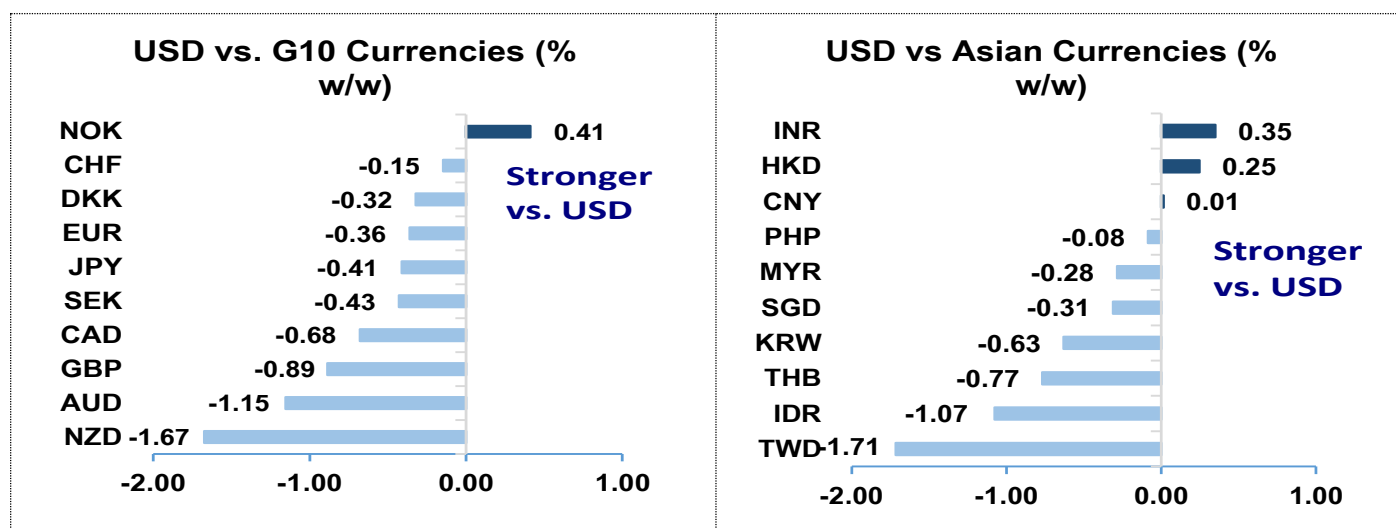 USD vs. G10 Currencies (%
w/w)
NOK 0.41
CHF -0.15
DKK -0.32
EUR -0.36
JPY -0.41
SEK -0.43
CAD -0.68
GBP -0.89
AUD -1.15
NZD -1.67
Stronger
vs. USD
-2.00 -1.00 0.00 1.00
USD vs Asian Currencies (%
w/w)
INR 0.35
HKD 0.25
CNY 0.01
PHP -0.08
MYR -0.28
SGD -0.31
KRW -0.63
THB -0.77
IDR -1.07
TWD -1.71
Stronger
vs. USD
-2.00 -1.00 0.00 1.00